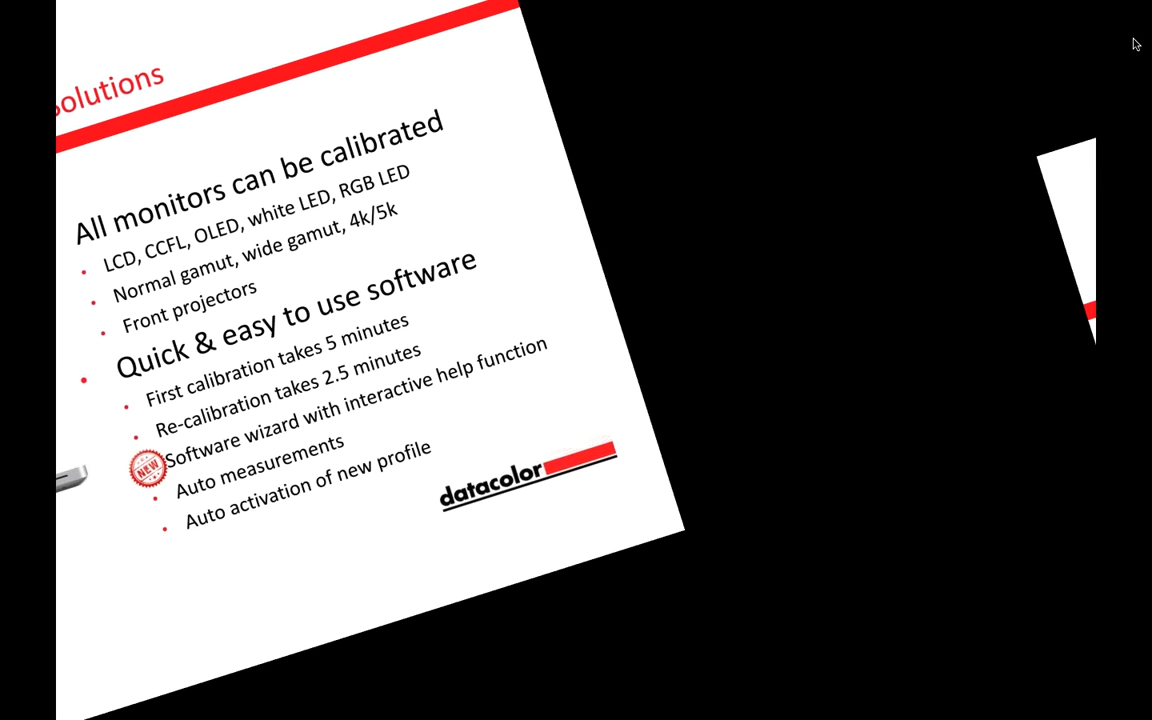 Solutions
All monitors can be calibrated
LCD, CCFL, OLED, white LED, RGB LED
Normal gamut, wide gamut, 4k/5k
Front projectors
Quick & easy to use software
First calibration takes 5 minutes
Re-calibration takes 2.5 minutes
Software wizard with interactive help function
NEW
Auto measurements
Auto activation of new profile
datacolor